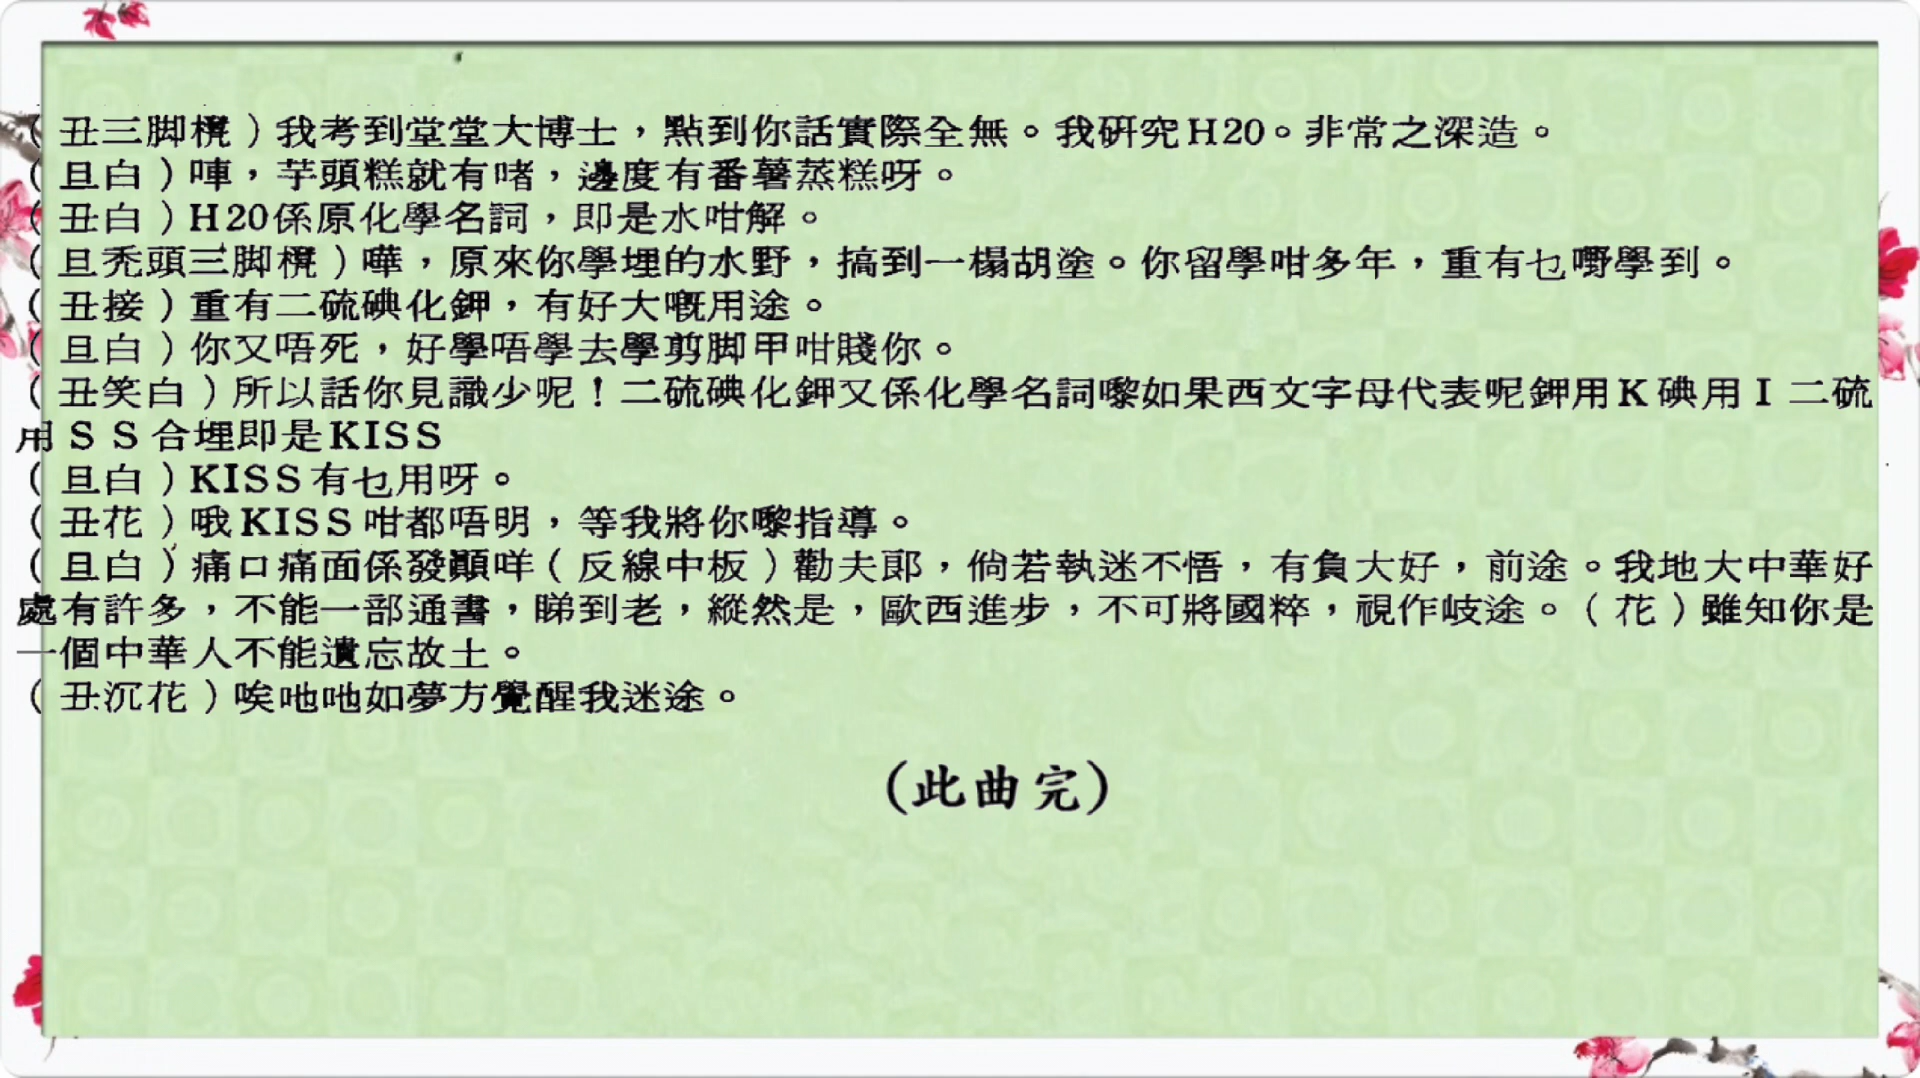 （丑三脚櫈）我考到堂堂大博士，點到你話實際全無。我硏究H20。非常之深造。
（旦白）唓，芋頭糕就有啫，邊度有番薯蒸糕呀。
（丑白）H20係原化學名詞，即是水咁解。
（旦禿頭三脚櫈）嘩，原來你學埋的水野，搞到一榻胡塗。你留學咁多年，重有乜嘢學到。
（丑接）重有二硫碘化鉀，有好大嘅用途。
（旦白）你又唔死，好學唔學去學剪脚甲咁賤你。
（丑笑白）所以話你見識少呢！二硫碘化鉀又係化學名詞嚟如果西文字母代表呢鉀用K碘用I二硫
用SS合埋即是KISS
（旦白）KISS有乜用呀。
（丑花）哦KISS咁都唔明，等我將你嚟指導。
（旦白）痛口痛面係發顚咩（反線中板）勸夫郎，倘若執迷不悟，有負大好，前途。我地大中華好
處有許多，不能一部通書，睇到老，縱然是，歐西進步，不可將國粹，視作岐途。（花）雖知你是
一個中華人不能遺忘故土。
（丑沉花）唉吔吔如夢方覺醒我迷途。
（此曲完）